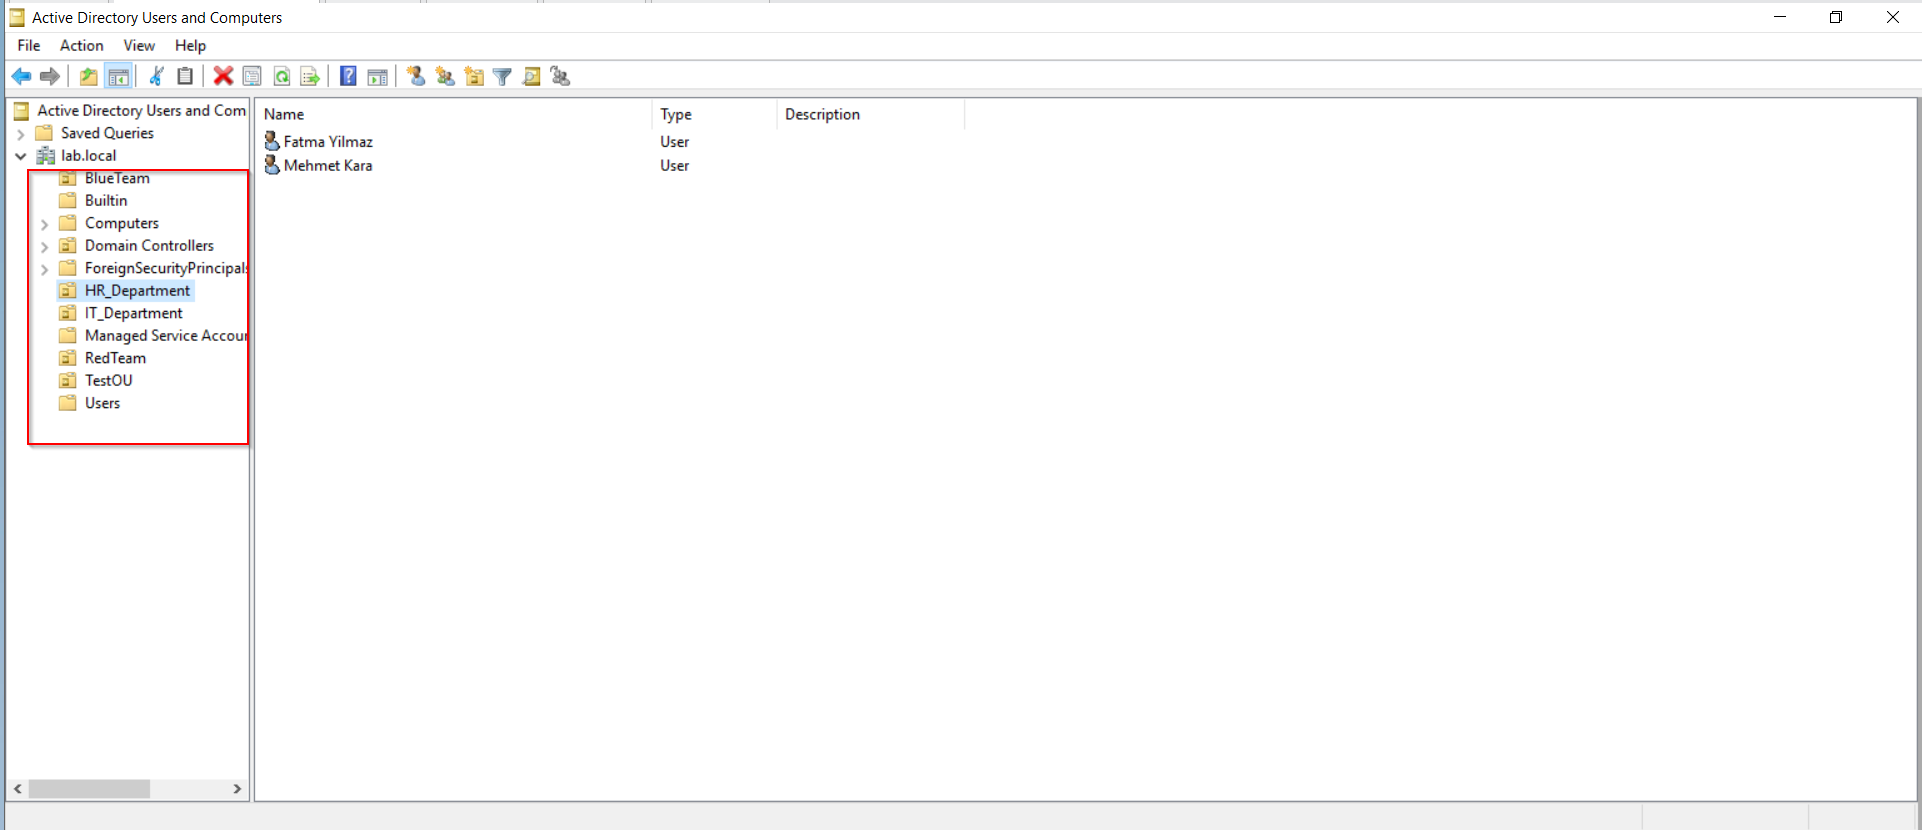 Active Directory Users and Computers
File Action View Help
Active Directory Users and Com
Saved Queries
lab.local
BlueTeam
Builtin
Computers
Domain Controllers
ForeignSecurityPrincipals
HR_Department
IT_Department
Managed Service Accour
RedTeam
TestOU
Users
Name Type Description
Fatma Yilmaz User
Mehmet Kara User